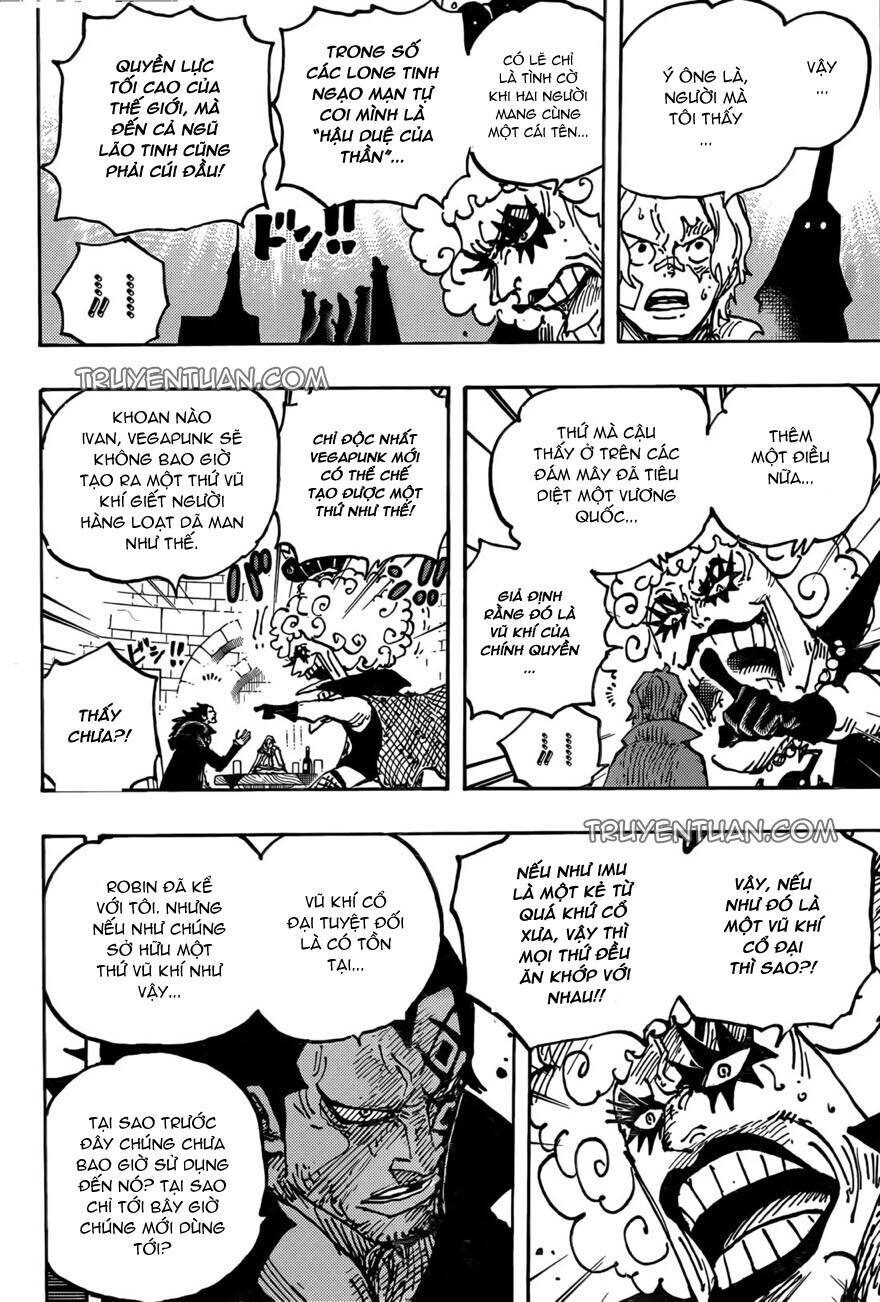 VẬY
...
Ý ÔNG LÀ,
NGƯỜI MÀ
TÔI THẤY
...
CÓ LẼ CHỈ
LÀ TÌNH CỜ
KHI HAI NGƯỜI
MANG CÙNG
MỘT CÁI TÊN...
TRONG SỐ
CÁC LONG TINH
NGẠO MẠN TỰ
COI MÌNH LÀ
"HẬU DUỆ CỦA
THẦN"...
QUYỀN LỰC
TỐI CAO CỦA
THẾ GIỚI, MÀ
ĐẾN CẢ NGŨ
LÃO TINH CŨNG
PHẢI CÚI ĐẦU!
ドン!!
......!!
TRUYENTUAN.COM
THÊM
MỘT ĐIỀU
NỮA...
THỨ MÀ CẬU
THẤY Ở TRÊN CÁC
ĐÁM MÂY ĐÃ TIÊU
DIỆT MỘT VƯƠNG
QUỐC...
GIẢ ĐỊNH
RẰNG ĐÓ LÀ
VŨ KHÍ CỦA
CHÍNH QUYỀN
...
......!!
CHỈ ĐỘC NHẤT
VEGAPUNK MỚI
CÓ THỂ CHẾ
TẠO ĐƯỢC MỘT
THỨ NHƯ THẾ!
KHOAN NÀO
IVAN, VEGAPUNK SẼ
KHÔNG BAO GIỜ
TẠO RA MỘT THỨ VŨ
KHÍ GIẾT NGƯỜI
HÀNG LOẠT DÃ MAN
NHƯ THẾ.
THẤY
CHƯA?!
TRUYENTUAN.COM
VẬY, NẾU
NHƯ ĐÓ LÀ
MỘT VŨ KHÍ
CỔ ĐẠI
THÌ SAO?!
NẾU NHƯ IMU
LÀ MỘT KẺ TỪ
QUÁ KHỨ CỔ
XƯA, VẬY THÌ
MỌI THỨ ĐỀU
ĂN KHỚP VỚI
NHAU!!
VŨ KHÍ CỔ
ĐẠI TUYỆT ĐỐI
LÀ CÓ TỒN
TẠI...
ROBIN ĐÃ KỂ
VỚI TÔI. NHƯNG
NẾU NHƯ CHÚNG
SỞ HỮU MỘT
THỨ VŨ KHÍ NHƯ
VẬY...
TẠI SAO TRƯỚC
ĐÂY CHÚNG CHƯA
BAO GIỜ SỬ DỤNG
ĐẾN NÓ? TẠI SAO
CHỈ TỚI BÂY GIỜ
CHÚNG MỚI DÙNG
TỚI?